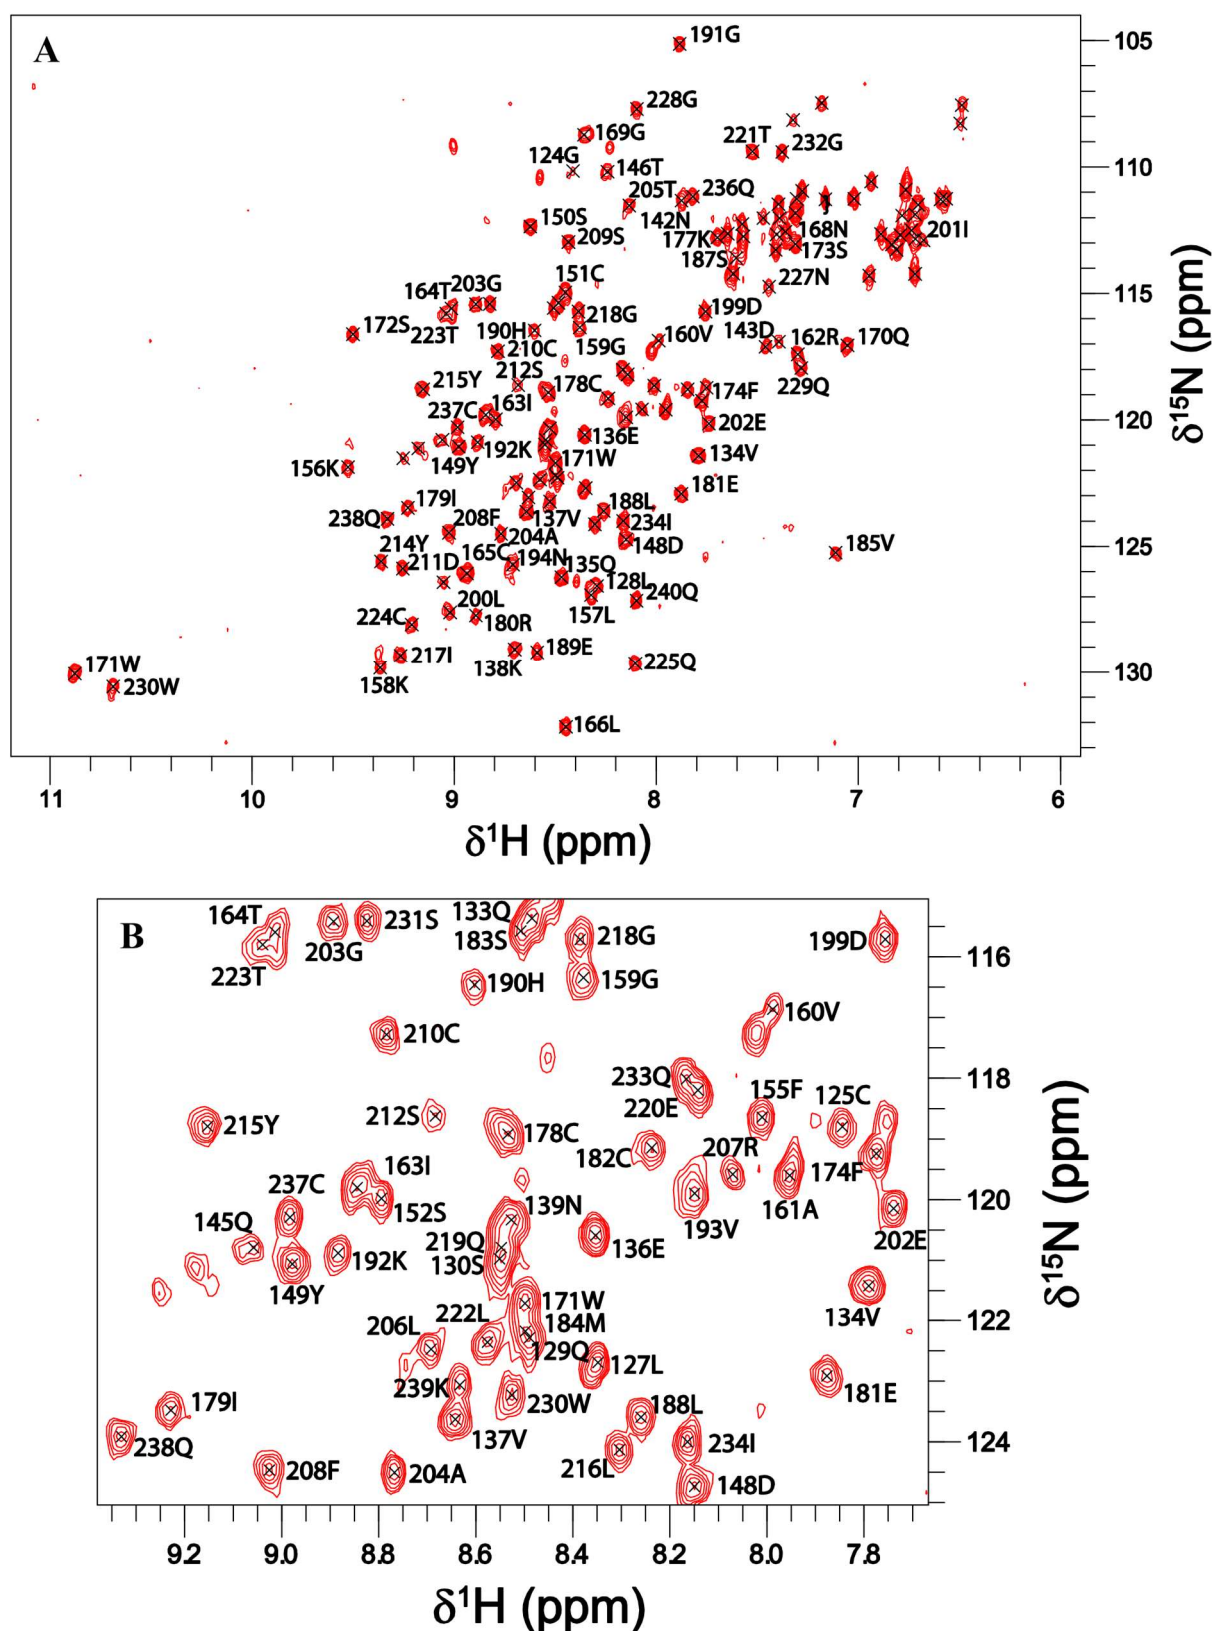 A
191G
105
228G
169G
221T
232G
124G
146T
110
205T
236Q
150S
142N
168N
201I
209S
177K
173S
187S
151C
227N
164T
203G
115
218G
199D
172S
223T
190H
160V
143D
162R
170Q
210C
159G
212S
229Q
215Y
178C
174F
237C
163I
120
202E
136E
192K
134V
149Y
171W
156K
181E
179I
188L
238Q
208F
137V
234I
204A
148D
214Y
165C
194N
185V
125
211D
135Q
128L
200L
240Q
224C
180R
157L
217I
189E
138K
225Q
171W
130
158K
230W
166L
11 10 9 8 7 6
δ¹H (ppm)
δ¹⁵N (ppm)
B
164T
231S
133Q
218G
183S
199D
116
223T
203G
190H
159G
160V
210C
118
233Q
155F
125C
220E
212S
215Y
178C
207R
182C
163I
174F
237C
139N
161A
120
152S
193V
145Q
219Q
136E
202E
130S
192K
149Y
171W
134V
222L
184M
122
206L
129Q
127L
239K
181E
179I
230W
188L
137V
234I
124
238Q
216L
208F
204A
148D
9.2 9.0 8.8 8.6 8.4 8.2 8.0 7.8
δ¹H (ppm)
δ¹⁵N (ppm)